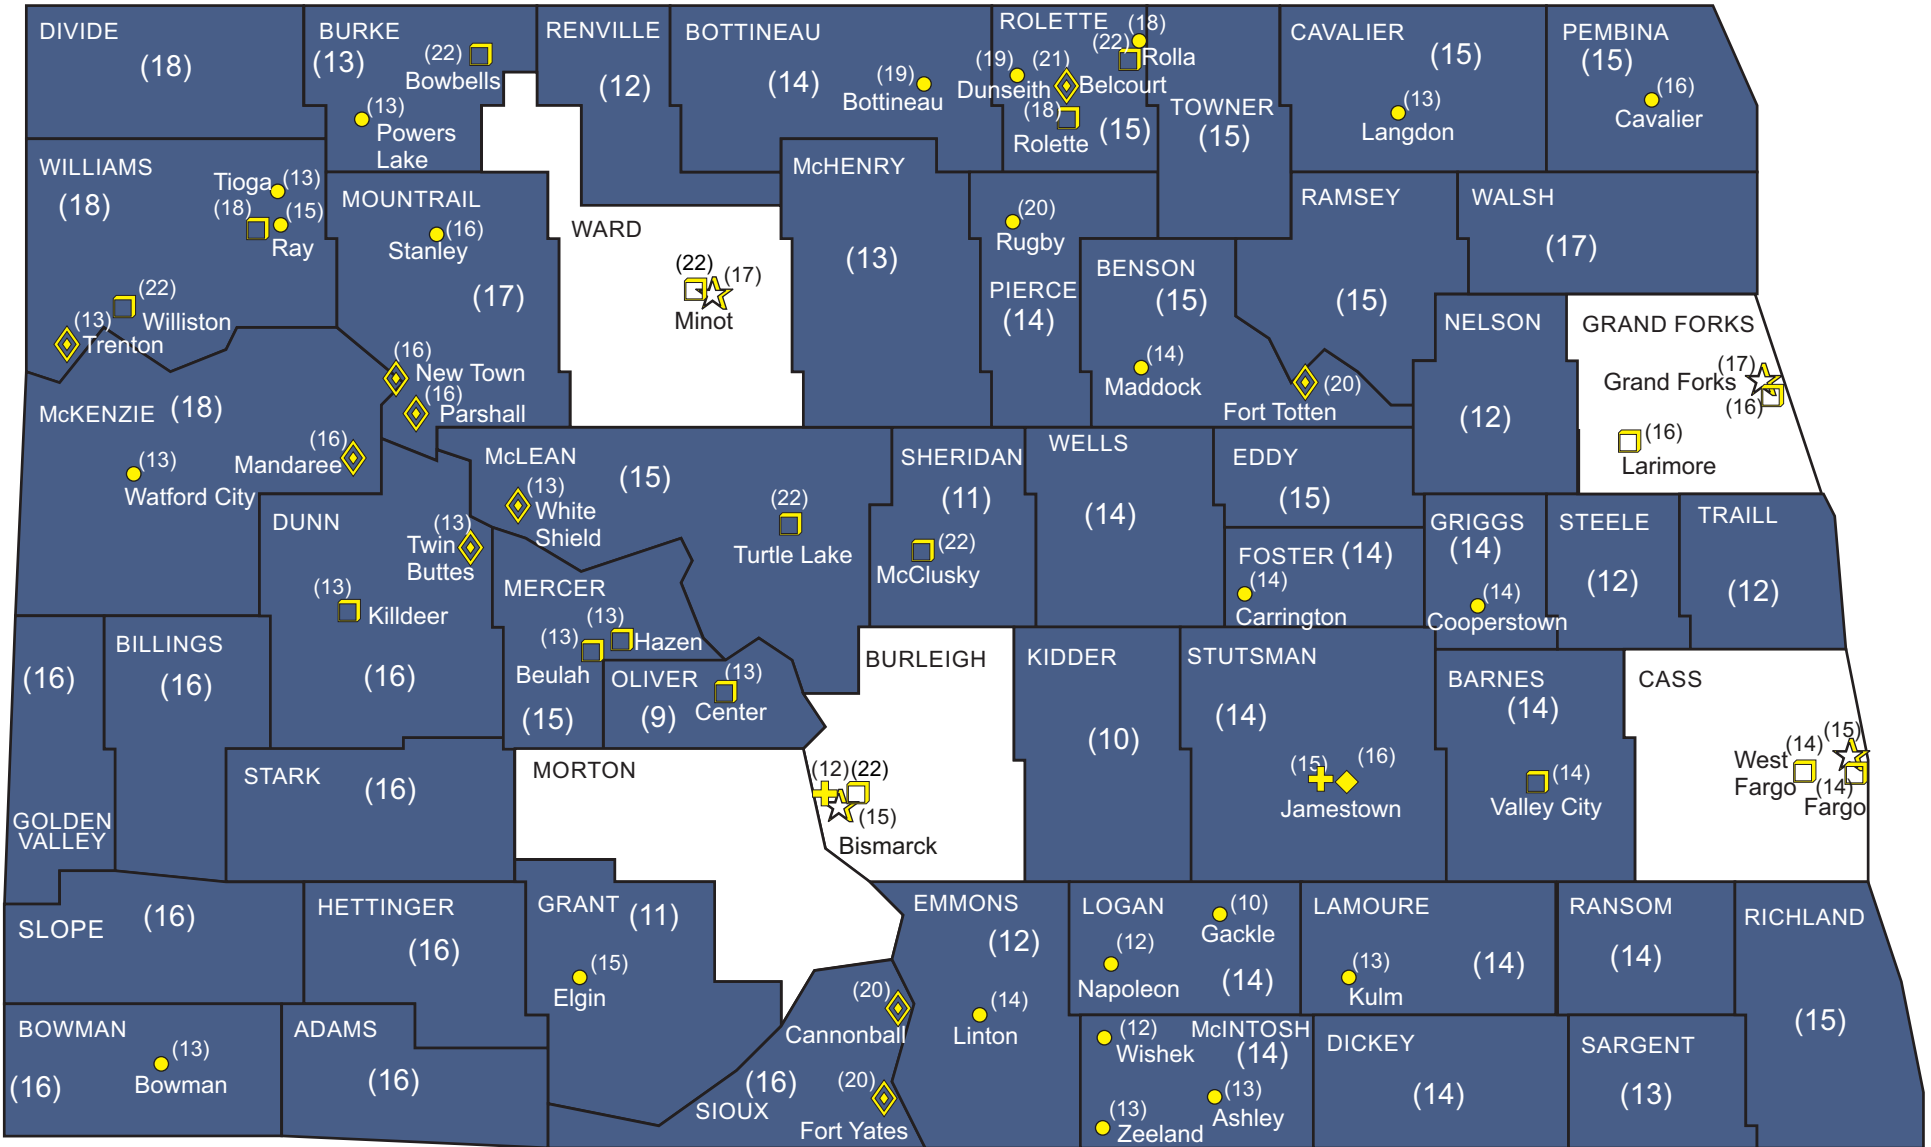 DIVIDE
(18)
BURKE
(13)
(22)
Bowbells
(13)
Powers
Lake
RENVILLE
(12)
BOTTINEAU
(14)
(19)
Bottineau
ROLETTE
(18)
(22)
Rolla
(19)
(21)
Dunseith
Belcourt
(18)
Rolette
(15)
TOWNER
(15)
CAVALIER
(15)
(13)
Langdon
PEMBINA
(15)
(16)
Cavalier
WILLIAMS
(18)
Tioga
(13)
(18)
(15)
Ray
(22)
Williston
(13)
Trenton
MOUNTRAIL
(16)
Stanley
(17)
(16)
New Town
(16)
Parshall
WARD
(22)
(17)
Minot
McHENRY
(13)
(20)
Rugby
PIERCE
(14)
BENSON
(15)
(14)
Maddock
RAMSEY
(15)
(20)
Fort Totten
WALSH
(17)
NELSON
(12)
GRAND FORKS
(17)
Grand Forks
(16)
(16)
Larimore
McKENZIE
(18)
(16)
Mandaree
(13)
Watford City
McLEAN
(15)
(13)
White
Shield
(22)
Turtle Lake
SHERIDAN
(11)
(22)
McClusky
WELLS
(14)
EDDY
(15)
FOSTER
(14)
(14)
Carrington
GRIGGS
(14)
(14)
Cooperstown
STEELE
(12)
TRAILL
(12)
DUNN
(13)
Twin
Buttes
(13)
Killdeer
(16)
MERCER
(13)
(13)
Hazen
Beulah
(15)
OLIVER
(13)
(9)
Center
(16)
GOLDEN
VALLEY
BILLINGS
(16)
STARK
(16)
MORTON
BURLEIGH
(12)
(22)
(15)
Bismarck
KIDDER
(10)
STUTSMAN
(14)
(15)
(16)
Jamestown
BARNES
(14)
(14)
Valley City
CASS
(15)
West
Fargo
(14)
(14)
Fargo
SLOPE
(16)
HETTINGER
(16)
GRANT
(11)
(15)
Elgin
EMMONS
(12)
(14)
Linton
LOGAN
(10)
Gackle
(12)
Napoleon
(14)
LAMOURE
(13)
Kulm
(14)
RANSOM
(14)
RICHLAND
(15)
BOWMAN
(16)
(13)
Bowman
ADAMS
(16)
(20)
Cannonball
(16)
SIOUX
(20)
Fort Yates
(12)
Wishek
McINTOSH
(14)
(13)
Ashley
(13)
Zeeland
DICKEY
(14)
SARGENT
(13)